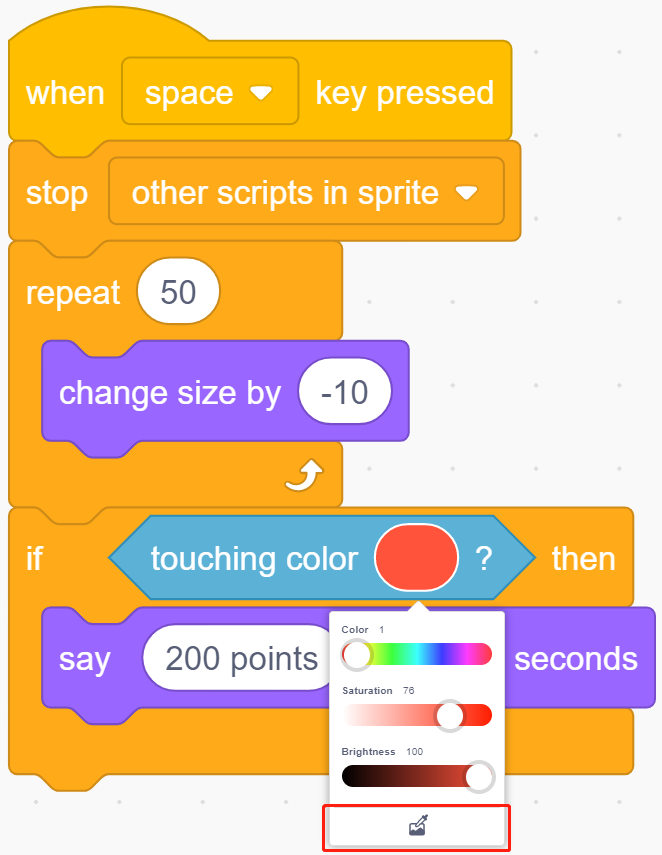 when space key pressed
stop other scripts in sprite
repeat 50
change size by -10
if touching color ? then
say 200 points seconds
Color 1
Saturation 76
Brightness 100